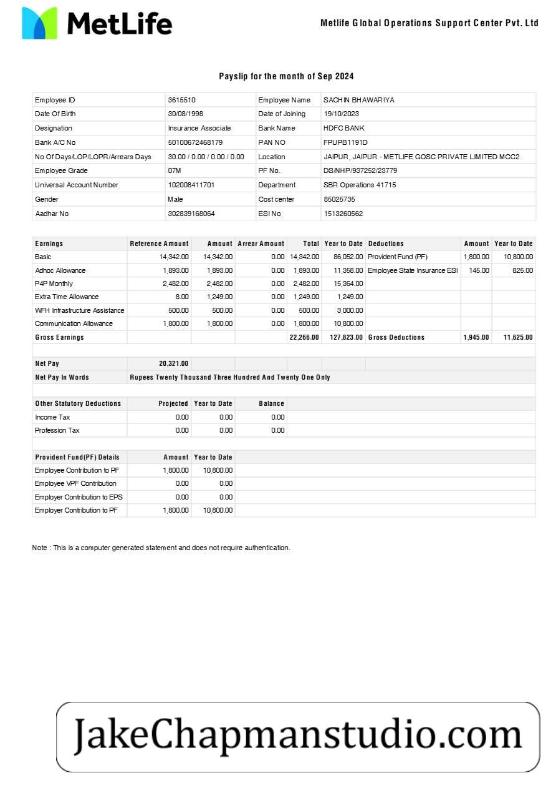 MetLife
Metlife Global Operations Support Center Pvt. Ltd
Payslip for the month of Sep 2024
Employee ID 3615510 Employee Name SACHIN BHAWARIYA
Date Of Birth 30/08/1998 Date of Joining 19/10/2023
Designation Insurance Associate Bank Name HDFC BANK
Bank A/C No 50100672468179 PAN NO FPUPB1191D
No Of Days/LOP/LOPR/Arrears Days 30.00 / 0.00 / 0.00 / 0.00 Location JAIPUR, JAIPUR - METLIFE GOSC PRIVATE LIMITED MCC2
Employee Grade 07M PF No. DS/NHP/937252/23779
Universal Account Number 102008411701 Department SBR Operations 41715
Gender Male Cost center 85025735
Aadhar No 302839168064 ESI No 1513260562
Earnings Reference Amount Amount Arrear Amount Total Year to Date Deductions Amount Year to Date
Basic 14,342.00 14,342.00 0.00 14,342.00 86,052.00 Provident Fund (PF) 1,800.00 10,800.00
Adhoc Allowance 1,893.00 1,893.00 0.00 1,893.00 11,358.00 Employee State Insurance ESI 145.00 825.00
P4P Monthly 2,482.00 2,482.00 0.00 2,482.00 15,364.00
Extra Time Allowance 8.00 1,249.00 0.00 1,249.00 1,249.00
WFH Infrastructure Assistance 500.00 500.00 0.00 500.00 3,000.00
Communication Allowance 1,800.00 1,800.00 0.00 1,800.00 10,800.00
Gross Earnings 22,266.00 127,823.00 Gross Deductions 1,945.00 11,625.00
Net Pay 20,321.00
Net Pay In Words Rupees Twenty Thousand Three Hundred And Twenty One Only
Other Statutory Deductions Projected Year to Date Balance
Income Tax 0.00 0.00 0.00
Profession Tax 0.00 0.00 0.00
Provident Fund(PF) Details Amount Year to Date
Employee Contribution to PF 1,800.00 10,800.00
Employee VPF Contribution 0.00 0.00
Employer Contribution to EPS 0.00 0.00
Employer Contribution to PF 1,800.00 10,800.00
Note : This is a computer generated statement and does not require authentication.
JakeChapmanstudio.com